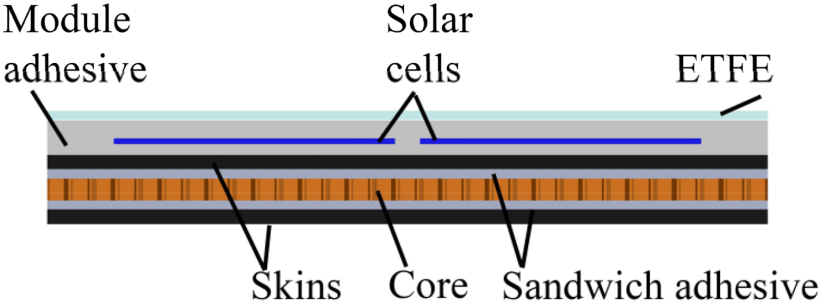 Module
adhesive
Solar
cells
ETFE
Skins
Core
Sandwich adhesive